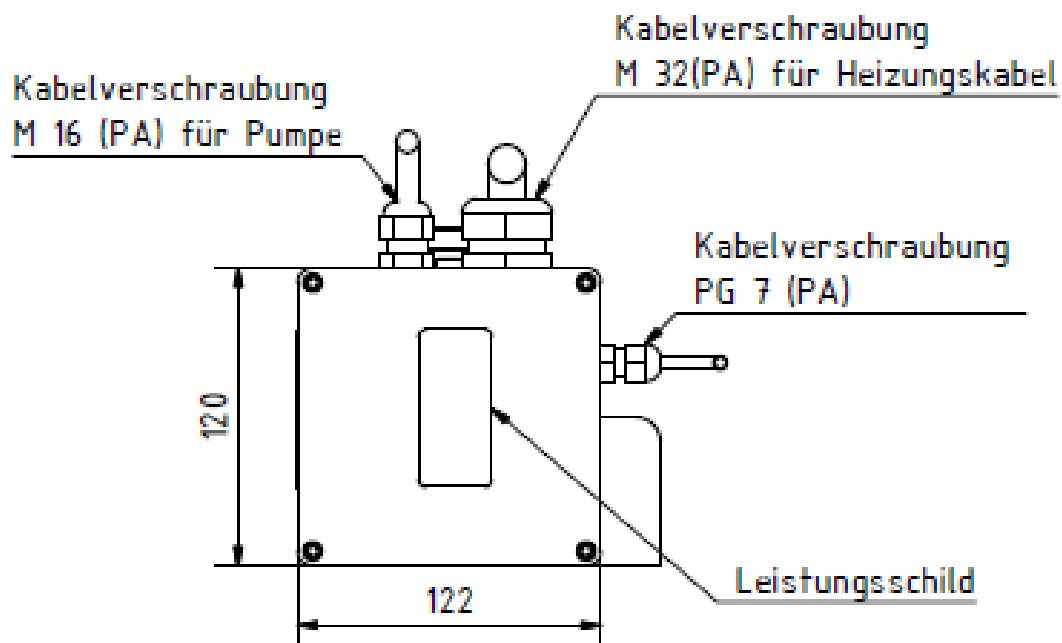 Kabelverschraubung
M 32(PA) für Heizungskabel
Kabelverschraubung
M 16 (PA) für Pumpe
Kabelverschraubung
PG 7 (PA)
120
122
Leistungsschild